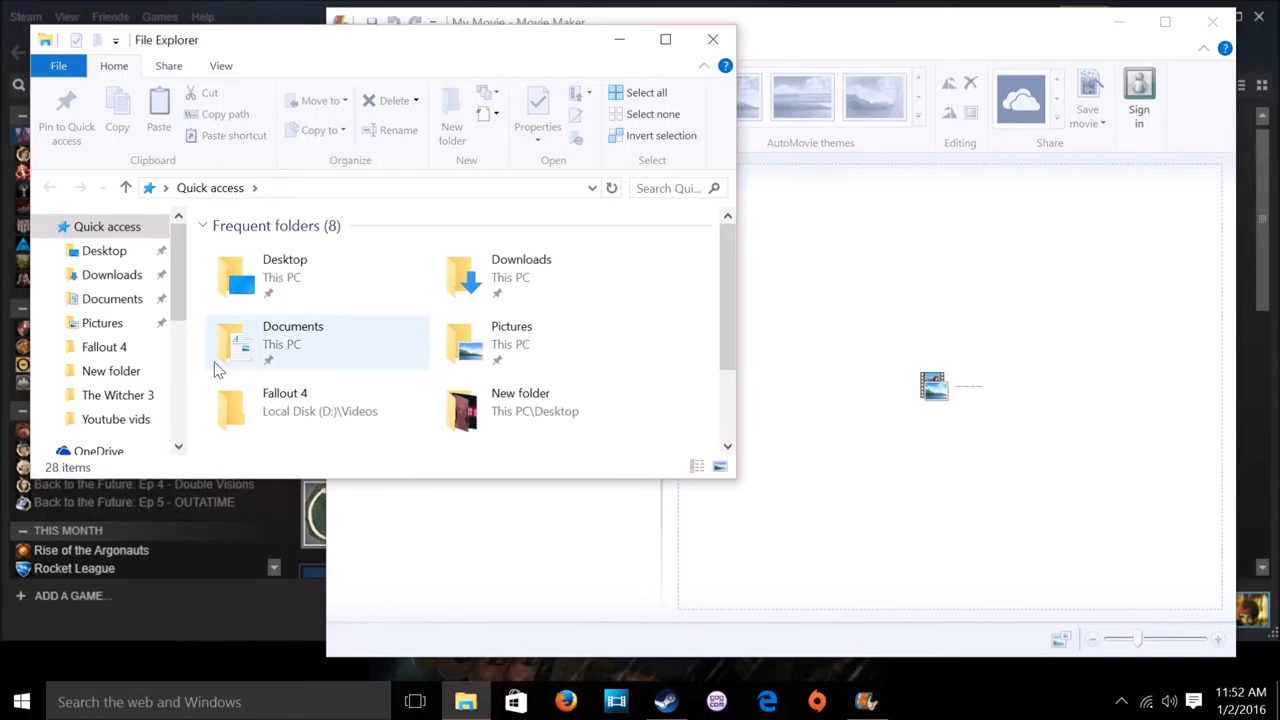 Steam View Friends Games Help
My Movie - Movie Maker
File Explorer
File Home Share View
Pin to Quick access
Copy
Paste
Cut
Copy path
Paste shortcut
Clipboard
Move to
Copy to
Delete
Rename
Organize
New folder
New
Properties
Open
Select all
Select none
Invert selection
Select
AutoMovie themes
Editing
Save movie
Share
Sign in
Quick access
Search Qui...
Quick access
Desktop
Downloads
Documents
Pictures
Fallout 4
New folder
The Witcher 3
Youtube vids
OneDrive
Frequent folders (8)
Desktop
This PC
Downloads
This PC
Documents
This PC
Pictures
This PC
Fallout 4
Local Disk (D:)\Videos
New folder
This PC\Desktop
28 items
Back to the Future: Ep 4 - Double Visions
Back to the Future: Ep 5 - OUTATIME
THIS MONTH
Rise of the Argonauts
Rocket League
ADD A GAME...
Search the web and Windows
gog.com
11:52 AM
1/2/2016